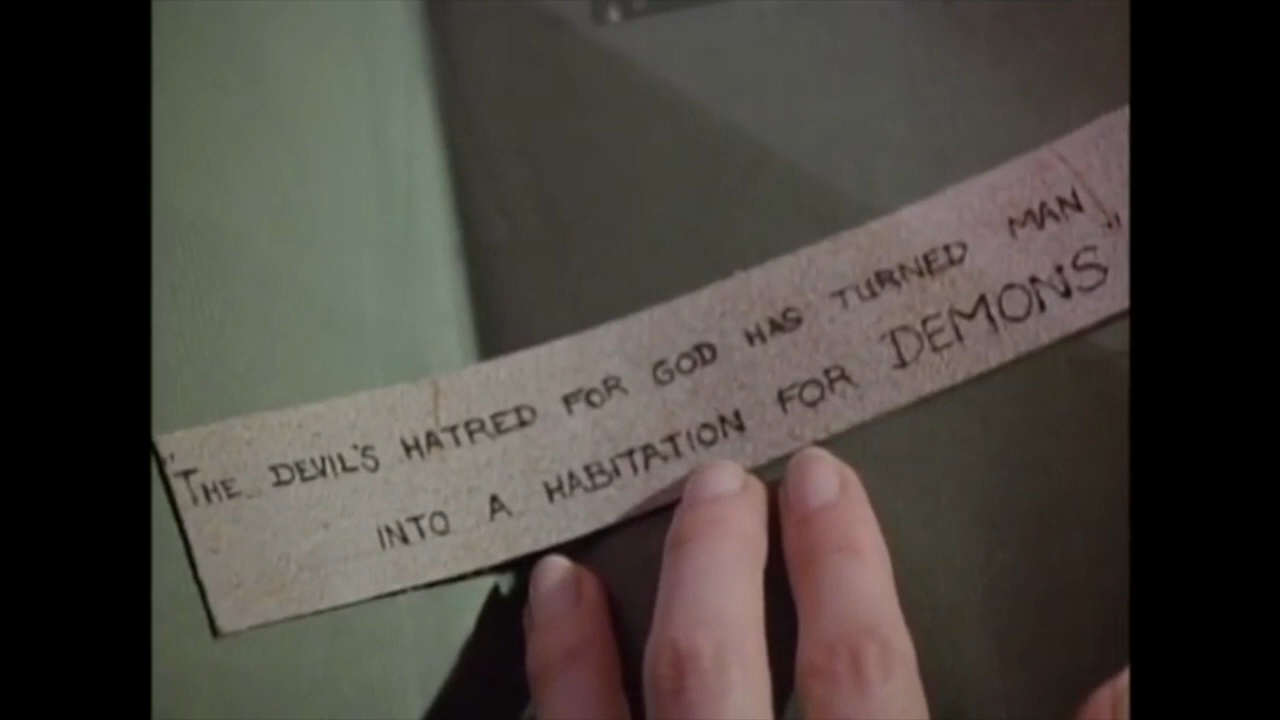 "THE DEVIL'S HATRED FOR GOD HAS TURNED MAN
INTO A HABITATION FOR DEMONS"